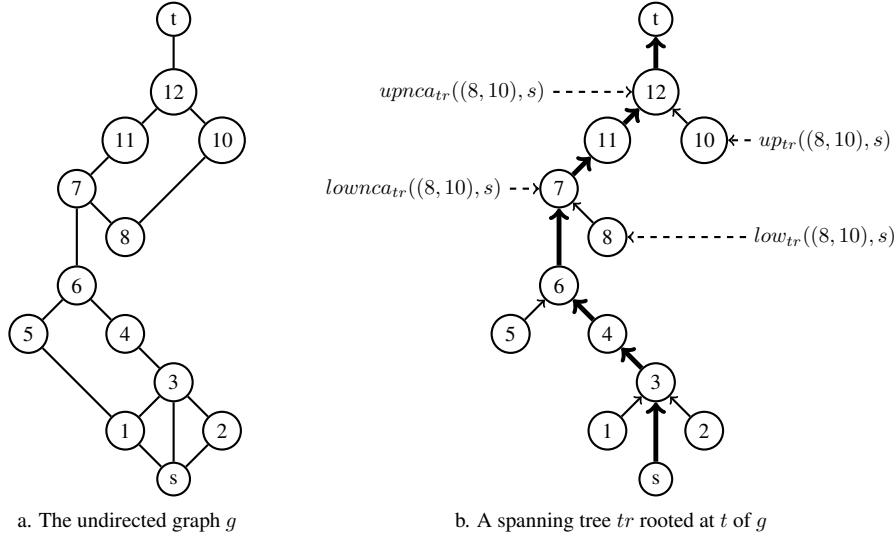 t
12
11
10
7
8
6
5
4
3
1
2
s
a. The undirected graph g
t
upnca_tr((8, 10), s)
12
11
10
up_tr((8, 10), s)
lownca_tr((8, 10), s)
7
8
low_tr((8, 10), s)
6
5
4
3
1
2
s
b. A spanning tree tr rooted at t of g